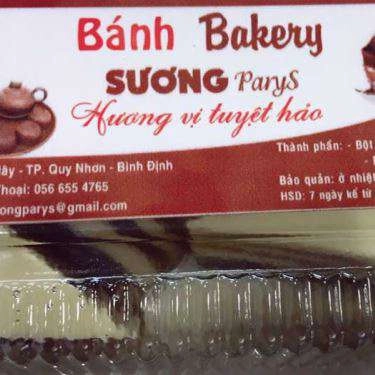 Bánh Bakery
SƯƠNG ParyS
Hương vị tuyệt hảo
- TP. Quy Nhơn - Bình Định
056 655 4765
@gmail.com
Thành phần: - Bột
Bảo quản: ở nhiệt
HSD: 7 ngày kể từ